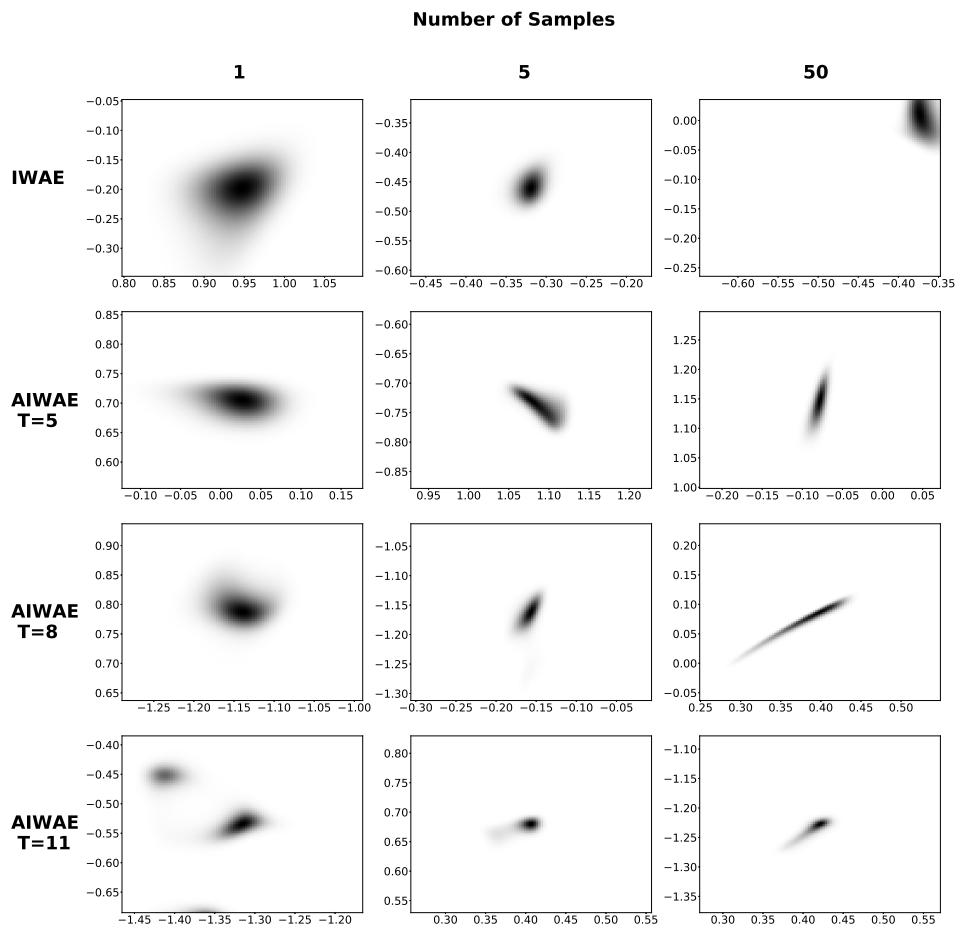 Number of Samples
1 5 50
IWAE
−0.05 −0.10 −0.15 −0.20 −0.25 −0.30
0.80 0.85 0.90 0.95 1.00 1.05
−0.35 −0.40 −0.45 −0.50 −0.55 −0.60
−0.45 −0.40 −0.35 −0.30 −0.25 −0.20
0.00 −0.05 −0.10 −0.15 −0.20 −0.25
−0.60 −0.55 −0.50 −0.45 −0.40 −0.35
AIWAE
T=5
0.85 0.80 0.75 0.70 0.65 0.60
−0.10 −0.05 0.00 0.05 0.10 0.15
−0.60 −0.65 −0.70 −0.75 −0.80 −0.85
0.95 1.00 1.05 1.10 1.15 1.20
1.25 1.20 1.15 1.10 1.05 1.00
−0.20 −0.15 −0.10 −0.05 0.00 0.05
AIWAE
T=8
0.90 0.85 0.80 0.75 0.70 0.65
−1.25 −1.20 −1.15 −1.10 −1.05 −1.00
−1.05 −1.10 −1.15 −1.20 −1.25 −1.30
−0.30 −0.25 −0.20 −0.15 −0.10 −0.05
0.20 0.15 0.10 0.05 0.00 −0.05
0.25 0.30 0.35 0.40 0.45 0.50
AIWAE
T=11
−0.40 −0.45 −0.50 −0.55 −0.60 −0.65
−1.45 −1.40 −1.35 −1.30 −1.25 −1.20
0.80 0.75 0.70 0.65 0.60 0.55
0.30 0.35 0.40 0.45 0.50 0.55
−1.10 −1.15 −1.20 −1.25 −1.30 −1.35
0.30 0.35 0.40 0.45 0.50 0.55